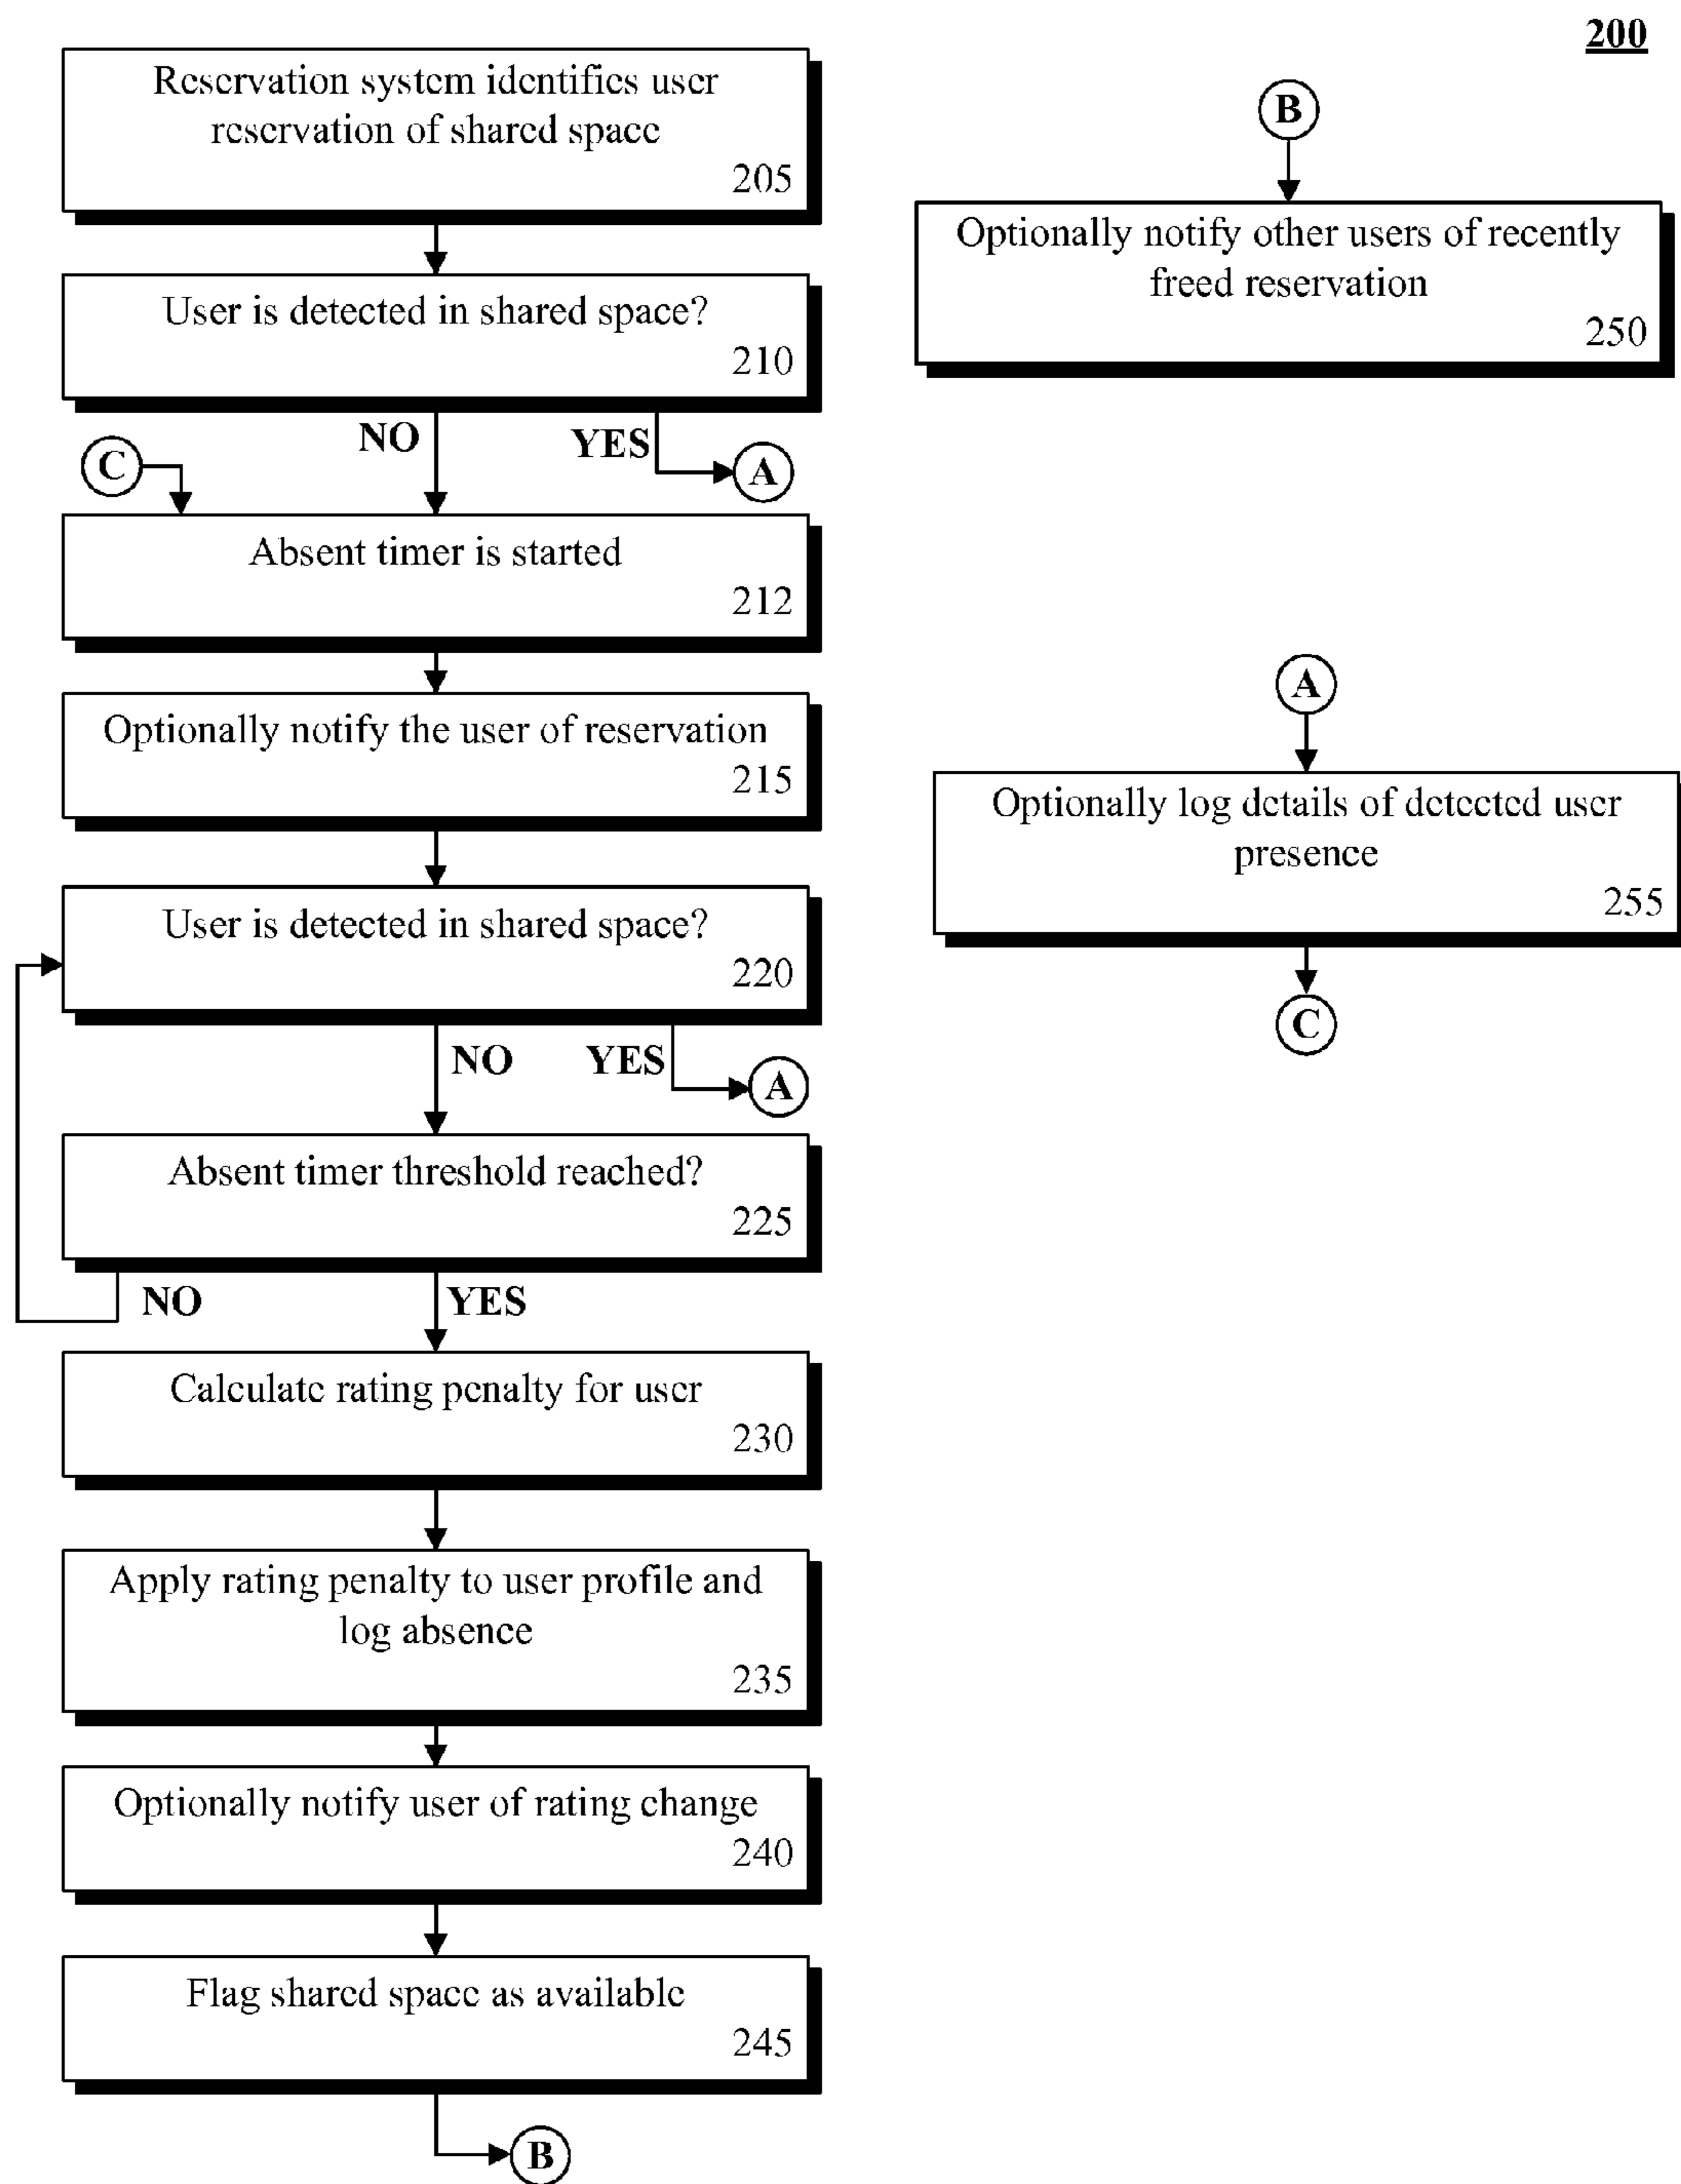 200
Reservation system identifies user
reservation of shared space
205
User is detected in shared space?
210
NO
YES
C
A
Absent timer is started
212
Optionally notify the user of reservation
215
User is detected in shared space?
220
NO
YES
A
Absent timer threshold reached?
225
NO
YES
Calculate rating penalty for user
230
Apply rating penalty to user profile and
log absence
235
Optionally notify user of rating change
240
Flag shared space as available
245
B
B
Optionally notify other users of recently
freed reservation
250
A
Optionally log details of detected user
presence
255
C